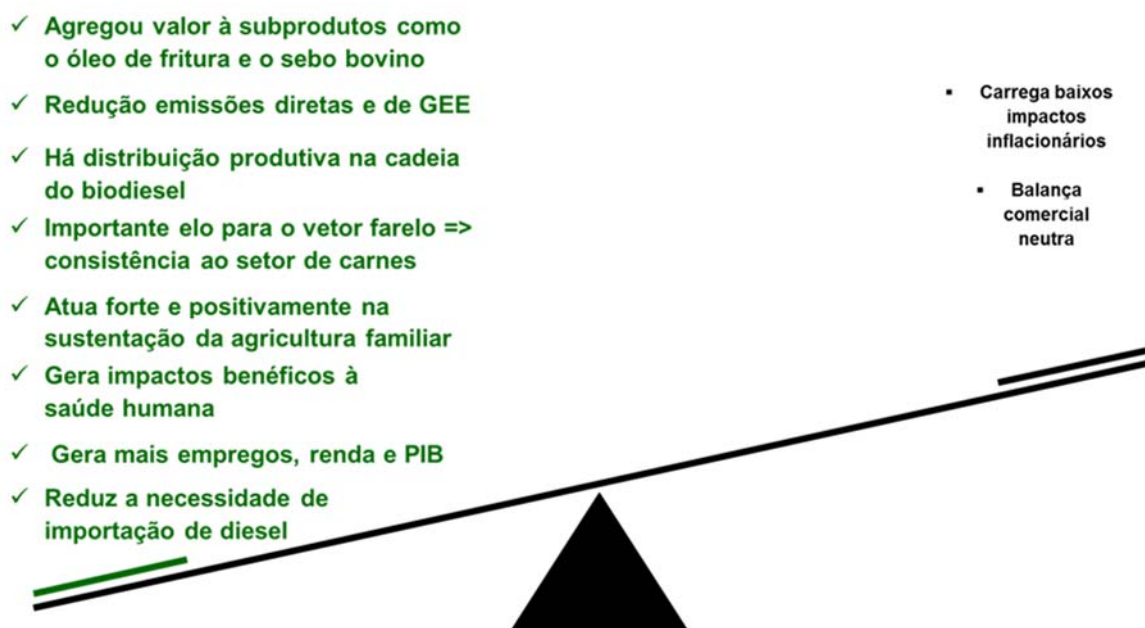 ✓ Agregou valor à subprodutos como
o óleo de fritura e o sebo bovino
✓ Redução emissões diretas e de GEE
✓ Há distribuição produtiva na cadeia
do biodiesel
✓ Importante elo para o vetor farelo =>
consistência ao setor de carnes
✓ Atua forte e positivamente na
sustentação da agricultura familiar
✓ Gera impactos benéficos à
saúde humana
✓ Gera mais empregos, renda e PIB
✓ Reduz a necessidade de
importação de diesel
▪ Carrega baixos
impactos
inflacionários
▪ Balança
comercial
neutra